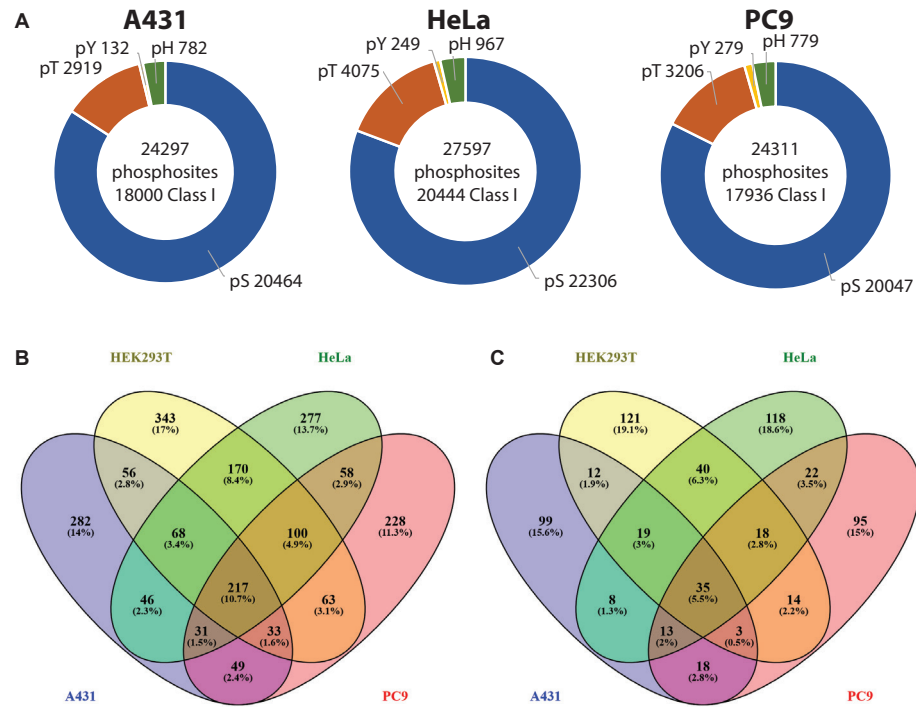 A
A431
HeLa
PC9
pY 132
pH 782
pT 2919
24297
phosphosites
18000 Class I
pS 20464
pY 249
pH 967
pT 4075
27597
phosphosites
20444 Class I
pS 22306
pY 279
pH 779
pT 3206
24311
phosphosites
17936 Class I
pS 20047
B
HEK293T
HeLa
343
(17%)
277
(13.7%)
56
(2.8%)
170
(8.4%)
58
(2.9%)
282
(14%)
228
(11.3%)
68
(3.4%)
100
(4.9%)
217
(10.7%)
46
(2.3%)
63
(3.1%)
31
(1.5%)
33
(1.6%)
49
(2.4%)
A431
PC9
C
HEK293T
HeLa
121
(19.1%)
118
(18.6%)
12
(1.9%)
40
(6.3%)
22
(3.5%)
99
(15.6%)
95
(15%)
19
(3%)
18
(2.8%)
35
(5.5%)
8
(1.3%)
14
(2.2%)
13
(2%)
3
(0.5%)
18
(2.8%)
A431
PC9